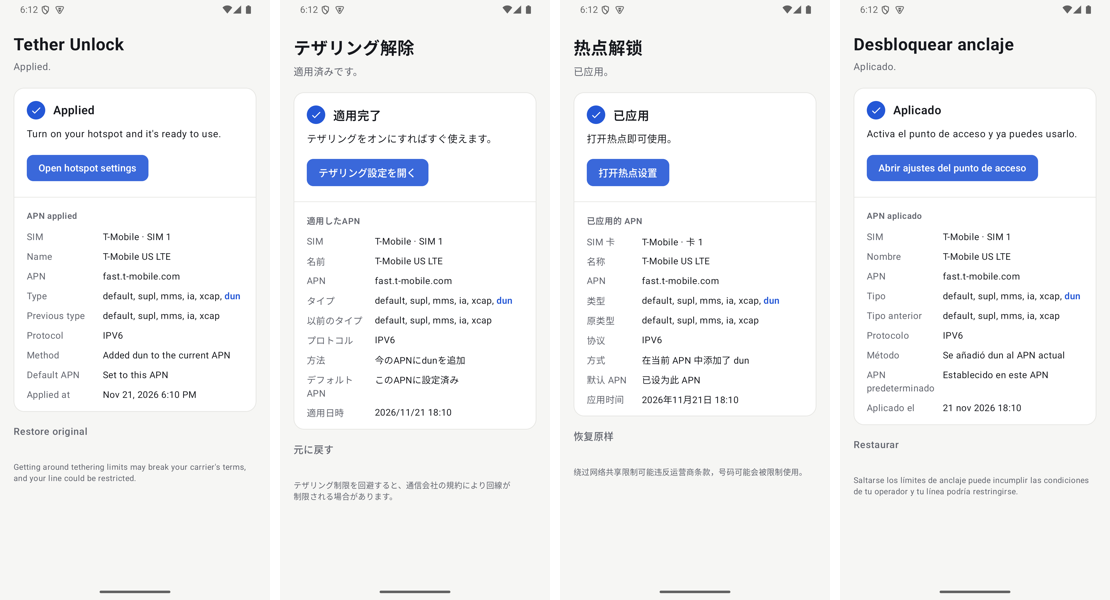 6:12
Tether Unlock
Applied.
Applied
Turn on your hotspot and it's ready to use.
Open hotspot settings
APN applied
SIM T-Mobile · SIM 1
Name T-Mobile US LTE
APN fast.t-mobile.com
Type default, supl, mms, ia, xcap, dun
Previous type default, supl, mms, ia, xcap
Protocol IPV6
Method Added dun to the current APN
Default APN Set to this APN
Applied at Nov 21, 2026 6:10 PM
Restore original
Getting around tethering limits may break your carrier's terms,
and your line could be restricted.
6:12
テザリング解除
適用済みです。
適用完了
テザリングをオンにすればすぐ使えます。
テザリング設定を開く
適用したAPN
SIM T-Mobile · SIM 1
名前 T-Mobile US LTE
APN fast.t-mobile.com
タイプ default, supl, mms, ia, xcap, dun
以前のタイプ default, supl, mms, ia, xcap
プロトコル IPV6
方法 今のAPNにdunを追加
デフォルト このAPNに設定済み
APN
適用日時 2026/11/21 18:10
元に戻す
テザリング制限を回避すると、通信会社の規約により回線が
制限される場合があります。
6:12
热点解锁
已应用。
已应用
打开热点即可使用。
打开热点设置
已应用的 APN
SIM 卡 T-Mobile · 卡 1
名称 T-Mobile US LTE
APN fast.t-mobile.com
类型 default, supl, mms, ia, xcap, dun
原类型 default, supl, mms, ia, xcap
协议 IPV6
方式 在当前 APN 中添加了 dun
默认 APN 已设为此 APN
应用时间 2026年11月21日 18:10
恢复原样
绕过网络共享限制可能违反运营商条款，号码可能会被限制使用。
6:12
Desbloquear anclaje
Aplicado.
Aplicado
Activa el punto de acceso y ya puedes usarlo.
Abrir ajustes del punto de acceso
APN aplicado
SIM T-Mobile · SIM 1
Nombre T-Mobile US LTE
APN fast.t-mobile.com
Tipo default, supl, mms, ia, xcap, dun
Tipo anterior default, supl, mms, ia, xcap
Protocolo IPV6
Método Se añadió dun al APN actual
APN Establecido en este APN
predeterminado
Aplicado el 21 nov 2026 18:10
Restaurar
Saltarse los límites de anclaje puede incumplir las condiciones
de tu operador y tu línea podría restringirse.